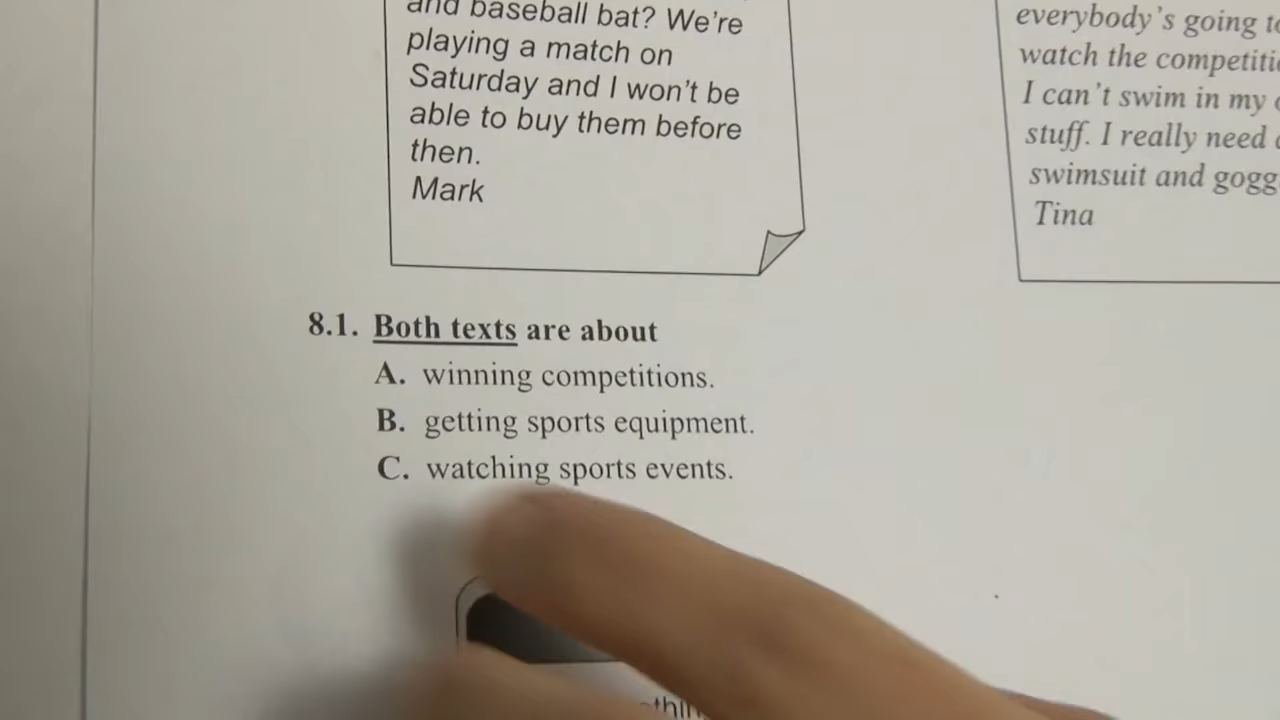 and baseball bat? We're
playing a match on
Saturday and I won't be
able to buy them before
then.
Mark
everybody's going to
watch the
I can't swim in my
stuff. I really need
swimsuit and
Tina
8.1. Both texts are about
A. winning competitions.
B. getting sports equipment.
C. watching sports events.